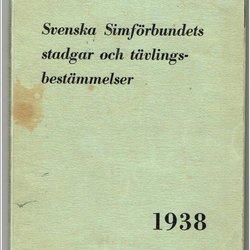 Svenska Simförbundets
stadgar och tävlings-
bestämmelser
1938